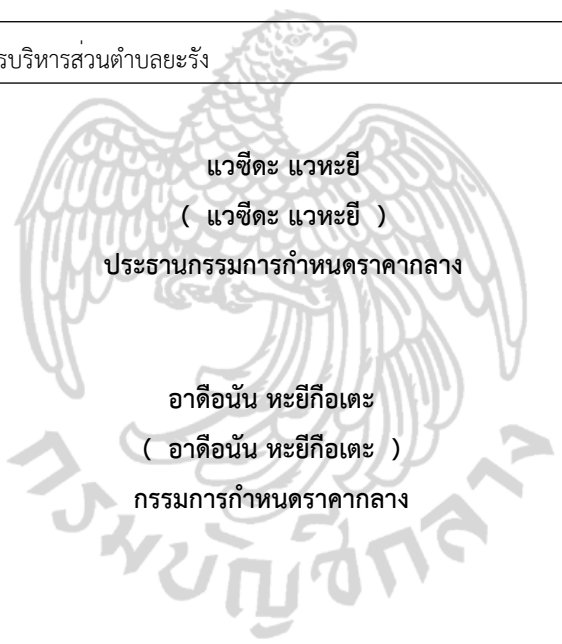 รบริหารส่วนตำบลยะรัง
แวซีดะ แวหะยี
( แวซีดะ แวหะยี )
ประธานกรรมการกำหนดราคากลาง
อาดือนัน หะยีกือเตะ
( อาดือนัน หะยีกือเตะ )
กรรมการกำหนดราคากลาง
กรมบัญชีกลาง